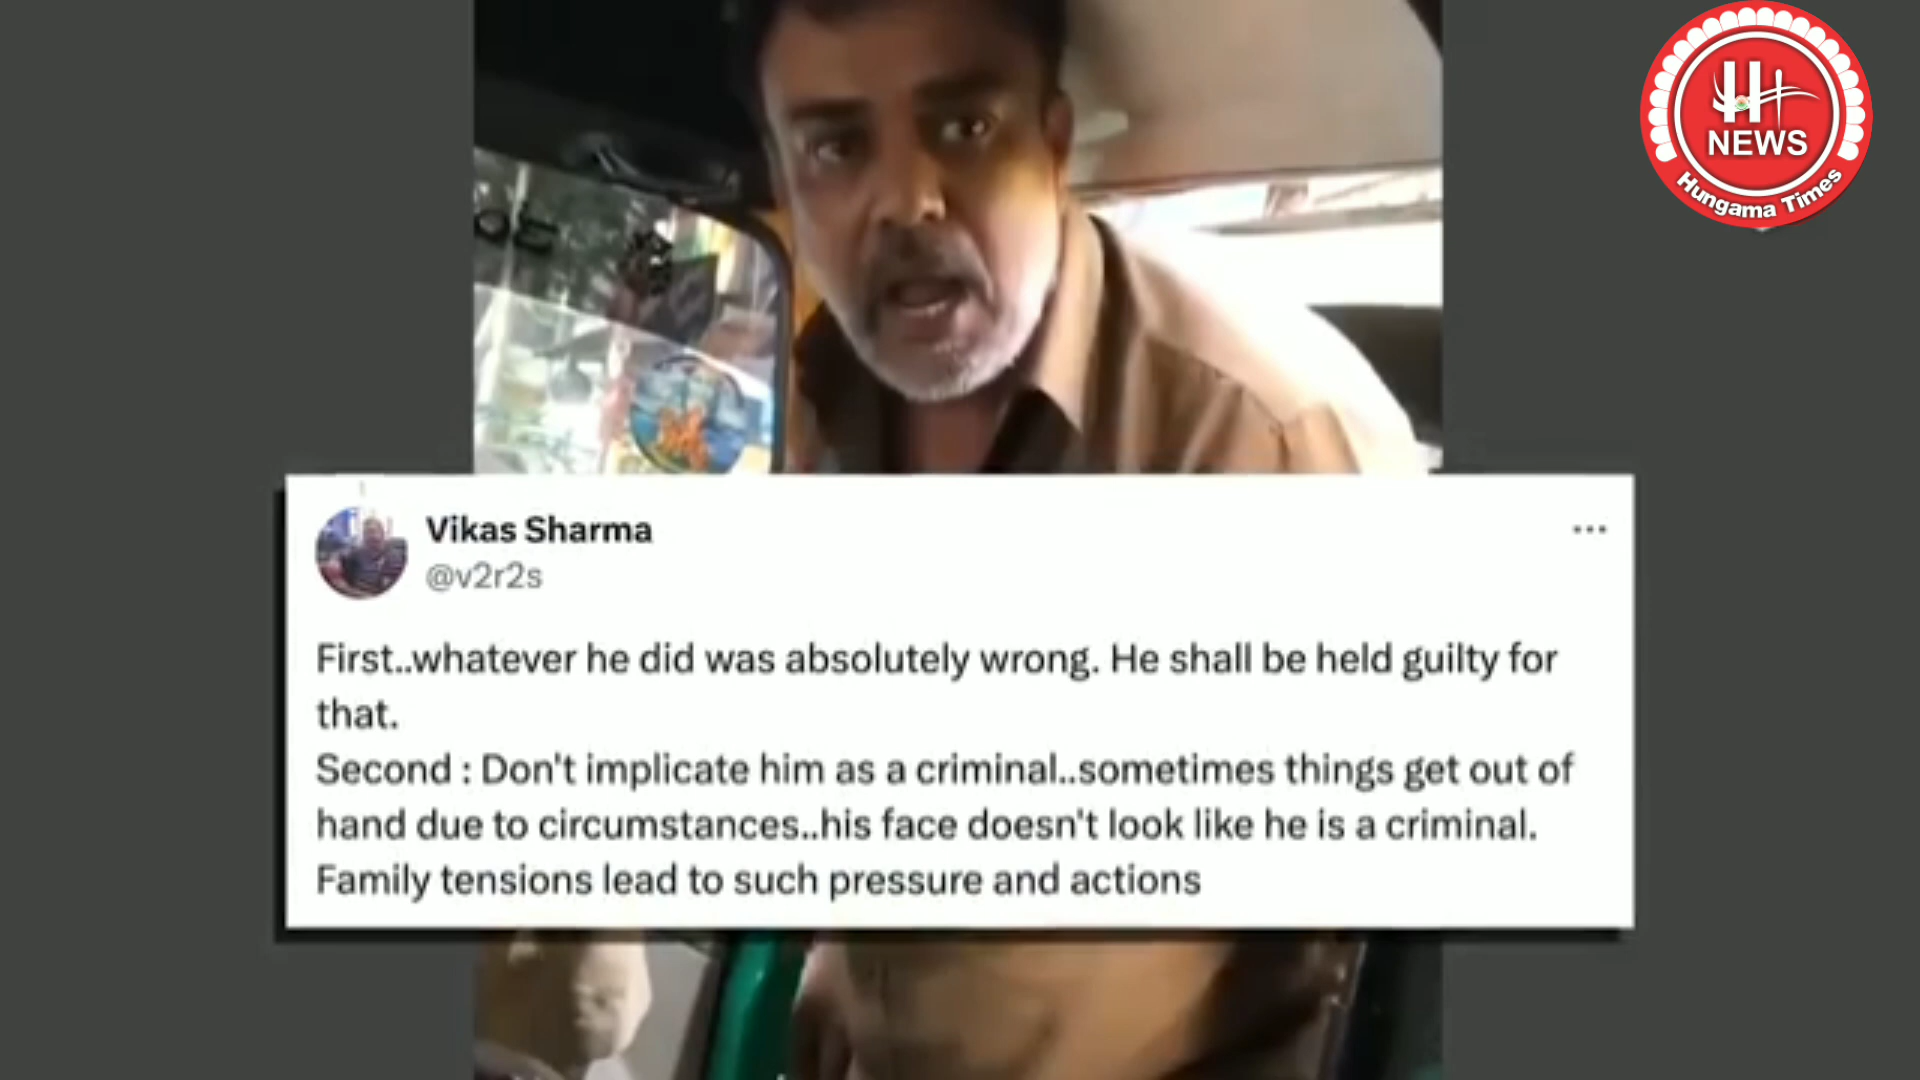 H
NEWS
Hungama Times
Vikas Sharma
@v2r2s
First..whatever he did was absolutely wrong. He shall be held guilty for
that.
Second : Don't implicate him as a criminal..sometimes things get out of
hand due to circumstances..his face doesn't look like he is a criminal.
Family tensions lead to such pressure and actions